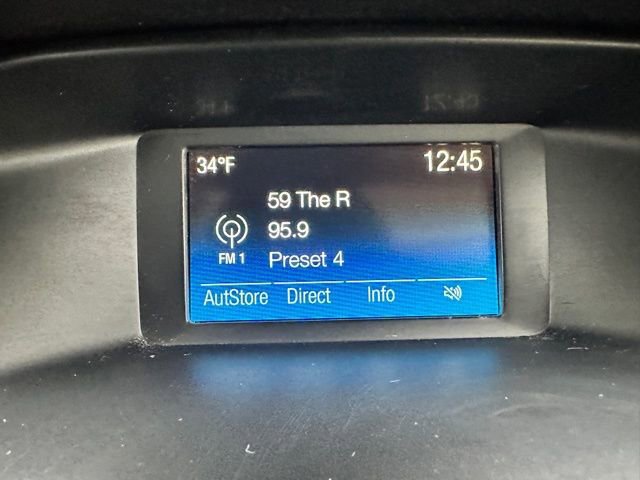 34°F 12:45
59 The R
95.9
FM 1 Preset 4
AutStore Direct Info